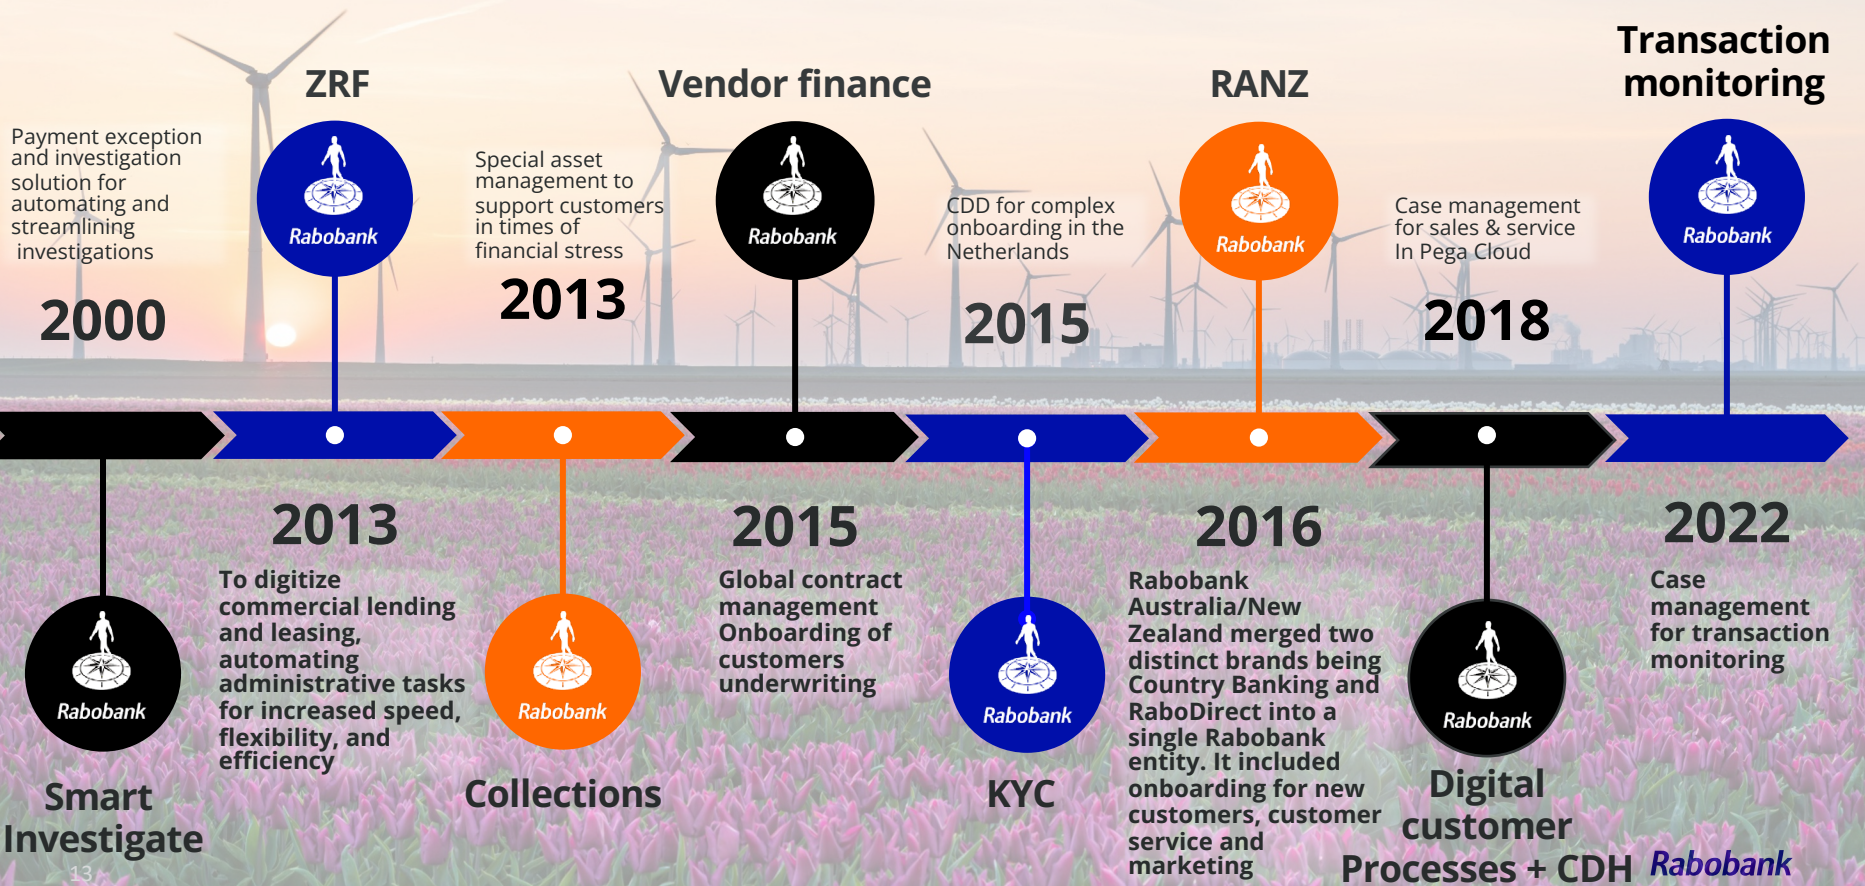 Payment exception
and investigation
solution for
automating and
streamlining
investigations
2000
Rabobank
Smart
Investigate
ZRF
Rabobank
2013
To digitize
commercial lending
and leasing,
automating
administrative tasks
for increased speed,
flexibility, and
efficiency
Special asset
management to
support customers
in times of
financial stress
2013
Rabobank
Collections
Vendor finance
Rabobank
2015
Global contract
management
Onboarding of
customers
underwriting
CDD for complex
onboarding in the
Netherlands
2015
Rabobank
KYC
RANZ
Rabobank
2016
Rabobank
Australia/New
Zealand merged two
distinct brands being
Country Banking and
RaboDirect into a
single Rabobank
entity. It included
onboarding for new
customers, customer
service and
marketing
Case management
for sales & service
In Pega Cloud
2018
Rabobank
Digital
customer
Processes + CDH
Transaction
monitoring
Rabobank
2022
Case
management
for transaction
monitoring
13
Rabobank